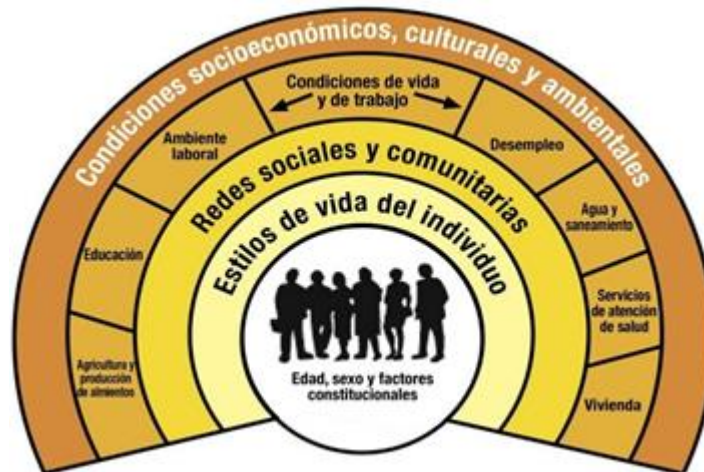 Condiciones socioeconómicos, culturales y ambientales
Condiciones de vida
y de trabajo
Ambiente
laboral
Desempleo
Educación
Agua y
saneamiento
Agricultura y
producción
de alimientos
Servicios
de atención
de salud
Vivienda
Redes sociales y comunitarias
Estilos de vida del individuo
Edad, sexo y factores
constitucionales